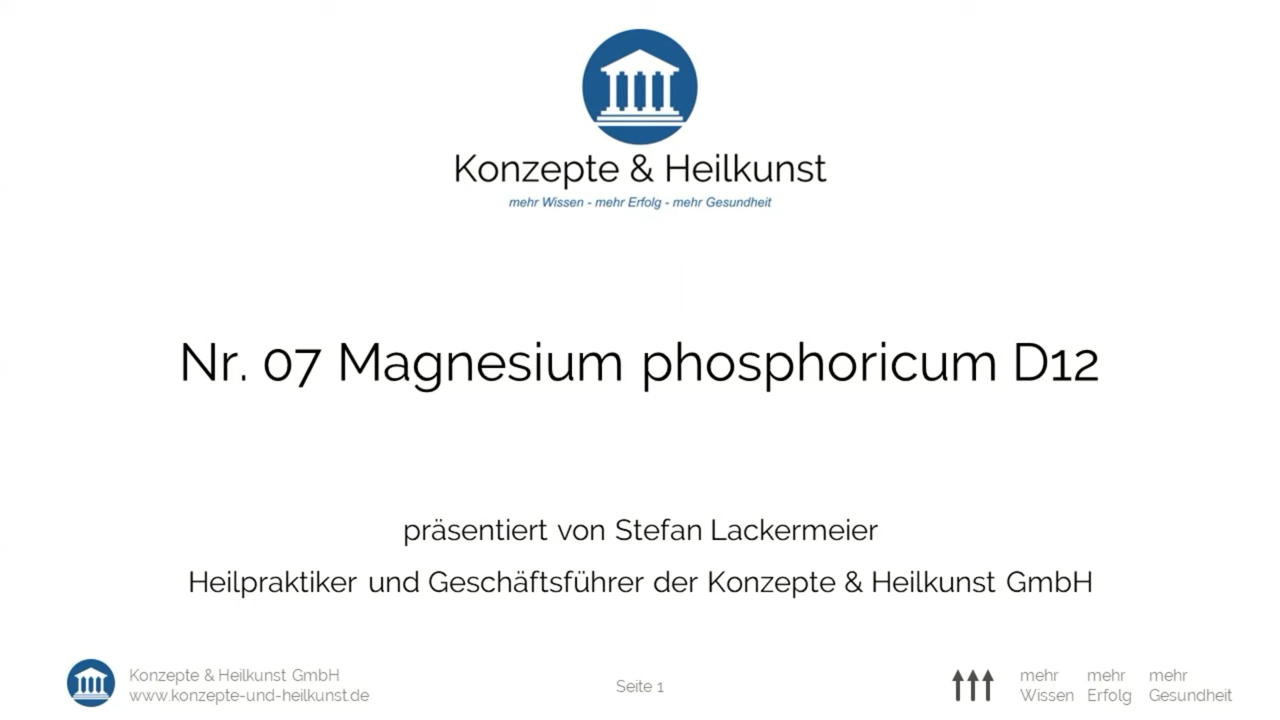 Konzepte & Heilkunst
mehr Wissen - mehr Erfolg - mehr Gesundheit
Nr. 07 Magnesium phosphoricum D12
präsentiert von Stefan Lackermeier
Heilpraktiker und Geschäftsführer der Konzepte & Heilkunst GmbH
Konzepte & Heilkunst GmbH
www.konzepte-und-heilkunst.de
Seite 1
mehr mehr mehr
Wissen Erfolg Gesundheit